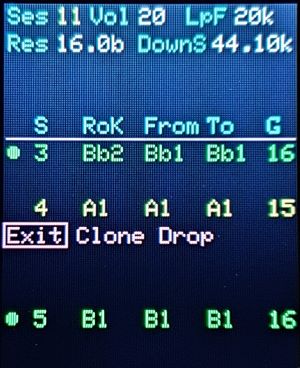 Ses 11 Vol 20 LpF 20k
Res 16.0b DownS 44.10k
S RoK From To G
3 Bb2 Bb1 Bb1 16
4 A1 A1 A1 15
Exit Clone Drop
5 B1 B1 B1 16